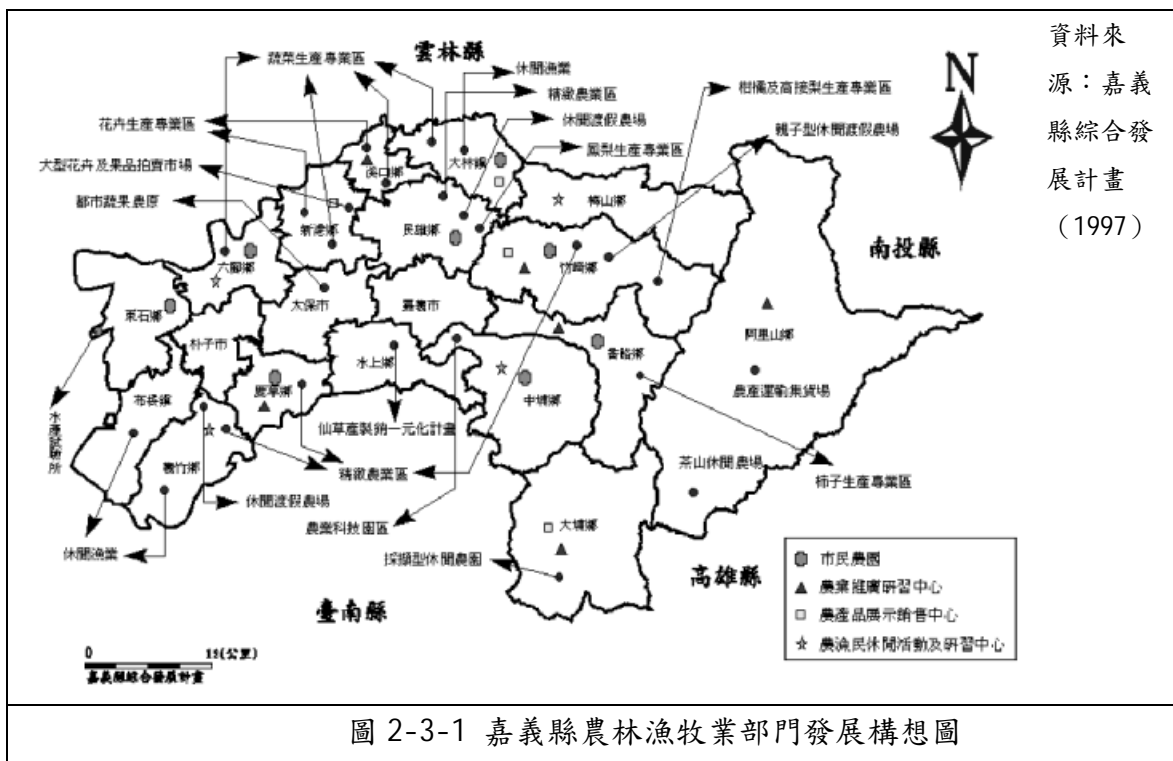 資料來
源：嘉義
縣綜合發
展計畫
（1997）
雲林縣
蔬菜生產專業區
休閒漁業
精緻農業區
柑橘及高接梨生產專業區
花卉生產專業區
休閒渡假農場
親子型休閒渡假農場
大型花卉及果品拍賣市場
鳳梨生產專業區
都市蔬果農原
N
溪口鄉
大林鎮
梅山鄉
新港鄉
民雄鄉
竹崎鄉
南投縣
六腳鄉
太保市
嘉義市
東石鄉
朴子市
水上鄉
番路鄉
阿里山鄉
鹿草鄉
中埔鄉
農產運輸集貨場
布袋鎮
義竹鄉
水產試驗所
仙草產製銷一元化計畫
精緻農業區
茶山休閒農場
柿子生產專業區
休閒渡假農場
農業科技園區
大埔鄉
休閒漁業
採擷型休閒農園
高雄縣
臺南縣
市民農園
農業推廣研習中心
農產品展示銷售中心
農漁民休閒活動及研習中心
0
(公里)
嘉義縣綜合發展計畫
圖 2-3-1 嘉義縣農林漁牧業部門發展構想圖